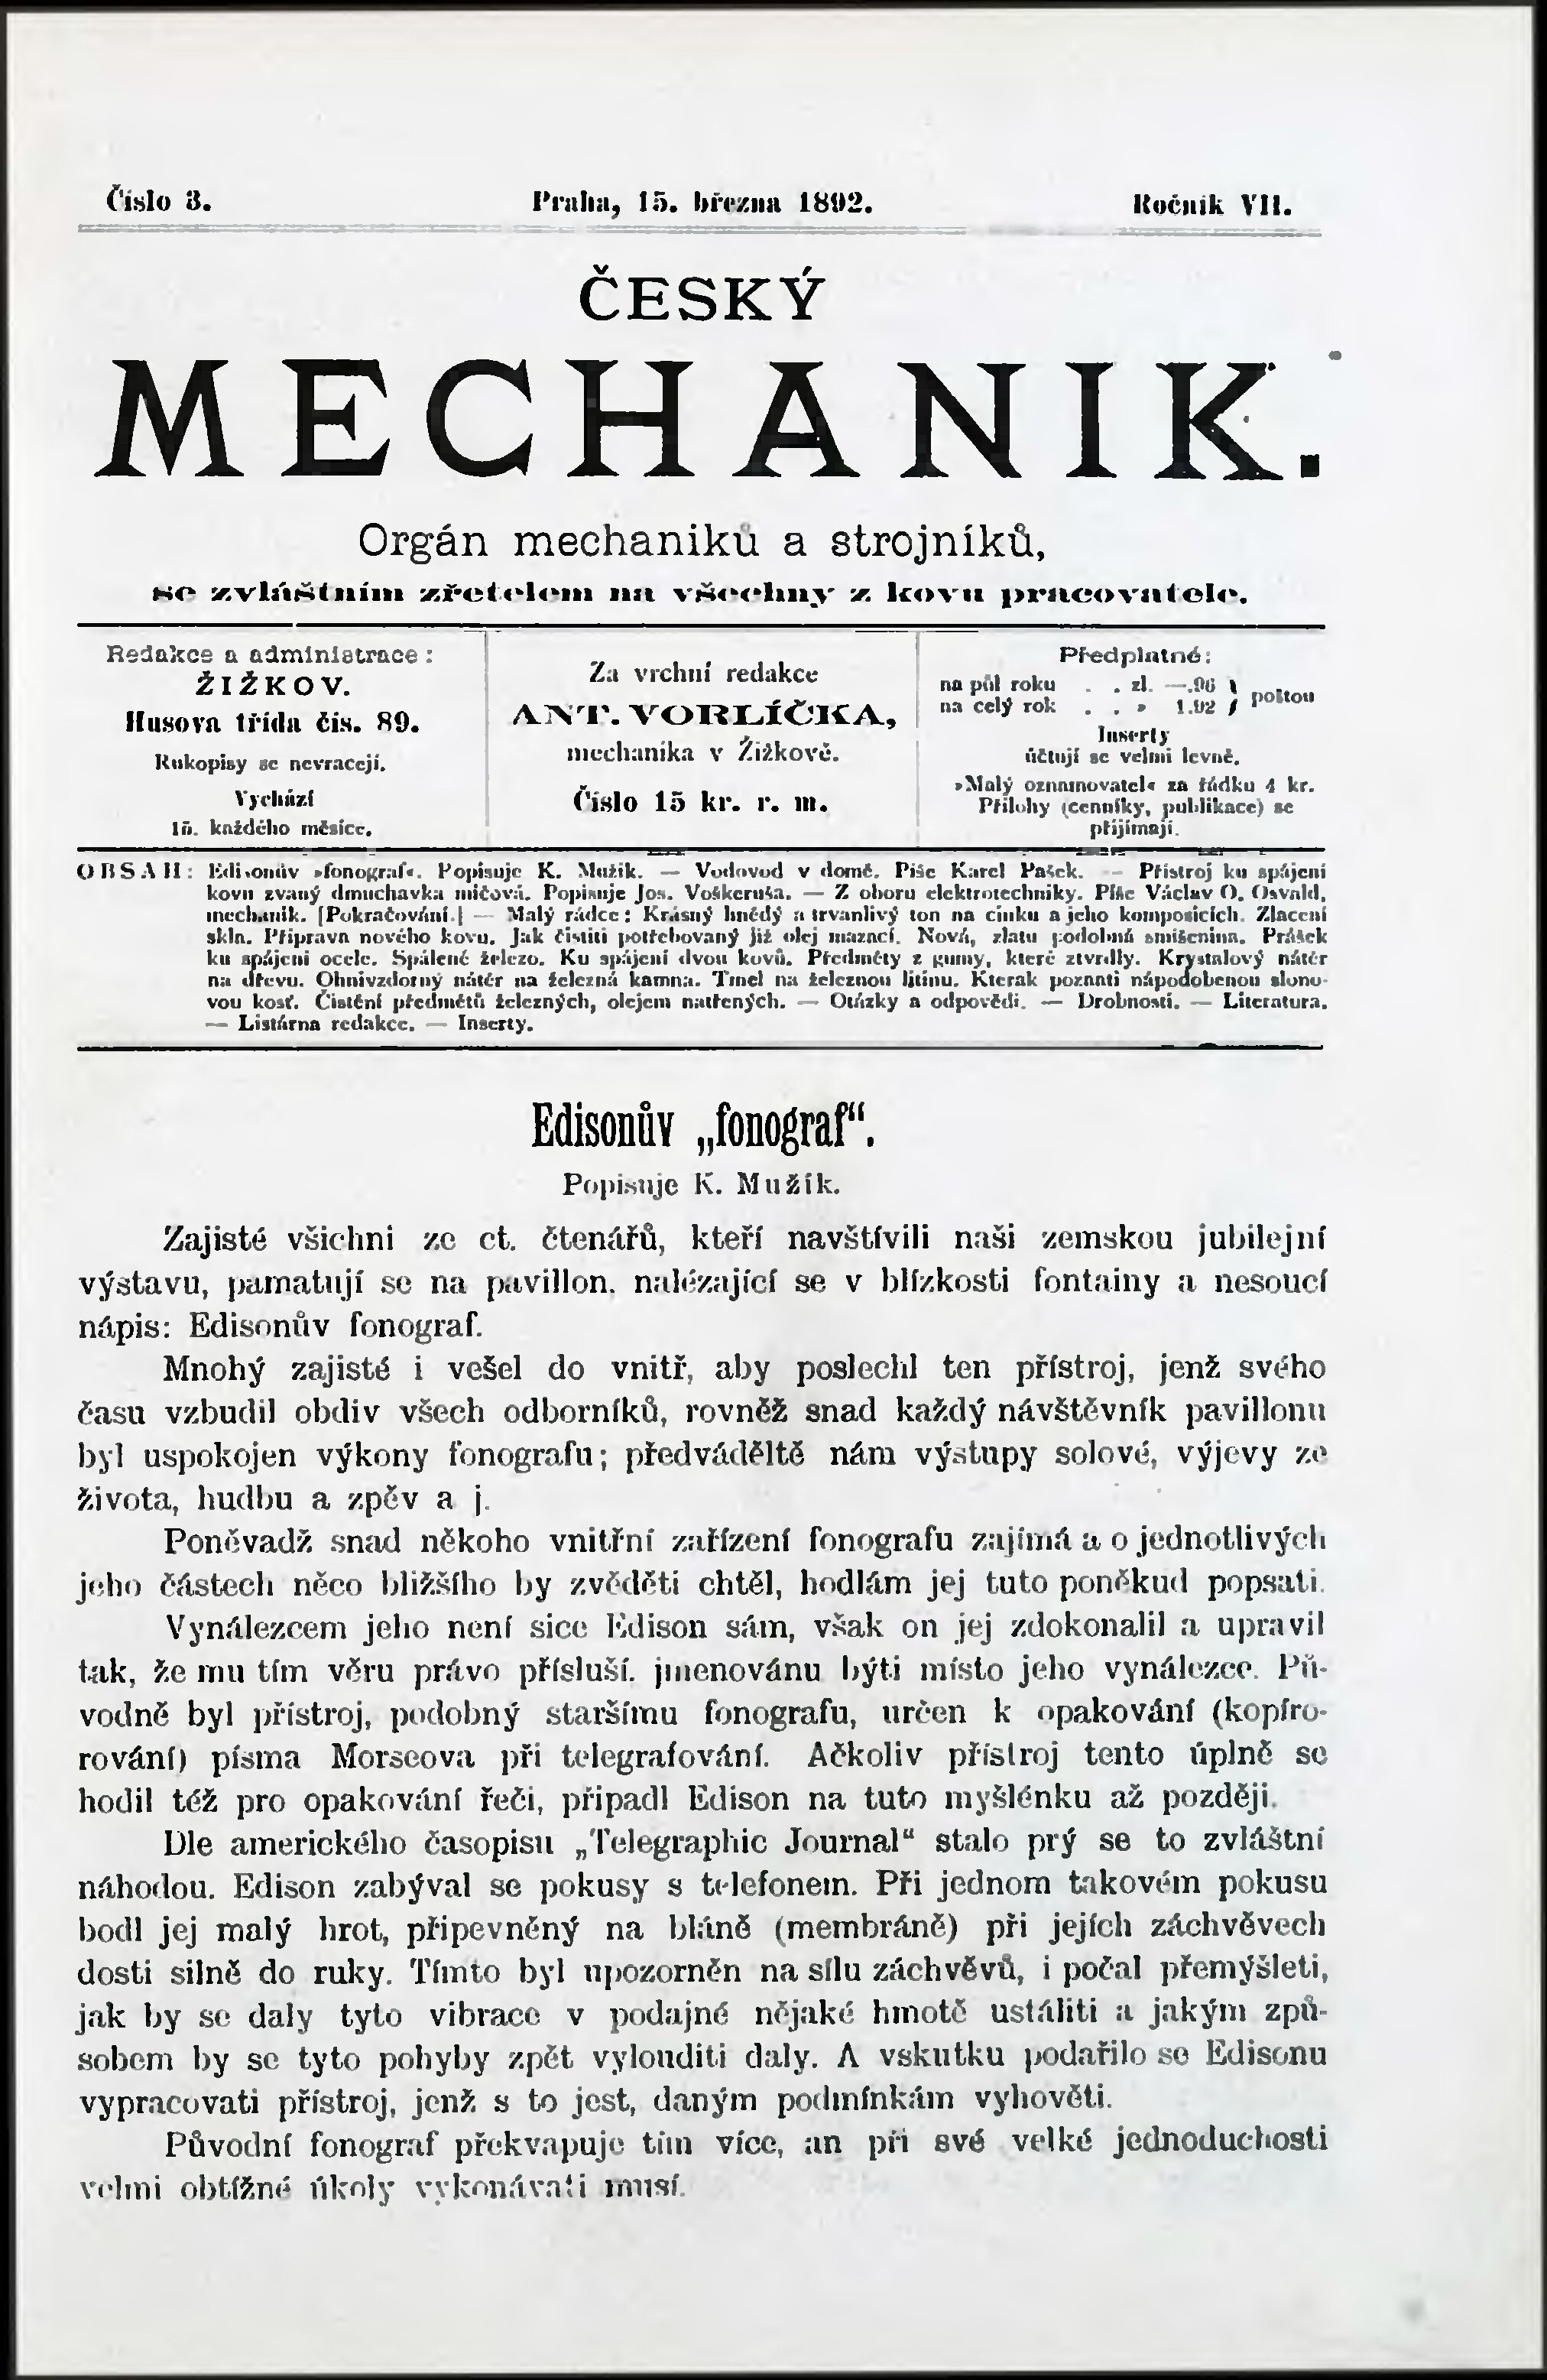 Číslo 3. Praha, 15. března 1892. Ročník VII.
ČESKÝ
MECHANIK.
Orgán mechaniků a strojníků,
se zvláštním zřetelem na všechny z kovu pracovatele.
Redakce a administrace:
ŽIŽKOV.
Husova třída čís. 89.
Rukopisy se nevracejí.
Vychází
15. každého měsíce.
Za vrchní redakce
ANT. VORLÍČKA,
mechanika v Žižkově.
Číslo 15 kr. r. m.
Předplatné:
na půl roku . . zl. —.96 } poštou
na celý rok . . » 1.92
Inserty
účtují se velmi levně.
»Malý oznamovatel« za řádku 4 kr.
Přílohy (cenníky, publikace) se
přijímají.
OBSAH: Edisonův »fonograf«. Popisuje K. Mužík. — Vodovod v domě. Píše Karel Pašek. — Přístroj ku spájení
kovu zvaný dmuchavka míčová. Popisuje Jos. Voškeruša. — Z oboru elektrotechniky. Píše Václav O. Osvald,
mechanik. [Pokračování.] — Malý rádce: Krásný hnědý a trvanlivý ton na cinku a jeho komposicích. Zlacení
skla. Příprava nového kovu. Jak čistiti potřebovaný již olej mazací. Nová, zlatu podobná smíšenina. Prášek
ku spájení ocele. Spálené železo. Ku spájení dvou kovů. Předměty z gumy, které ztvrdly. Krystalový nátěr
na dřevu. Ohnivzdorný nátěr na železná kamna. Tmel na železnou litinu. Kterak poznati nápodobenou slono-
vou kosť. Čistění předmětů železných, olejem natřených. — Otázky a odpovědi. — Drobnosti. — Literatura.
— Listárna redakce. — Inserty.
Edisonův „fonograf“.
Popisuje K. Mužík.
Zajisté všichni ze ct. čtenářů, kteří navštívili naši zemskou jubilejní
výstavu, pamatují se na pavillon. nalézající se v blízkosti fontainy a nesoucí
nápis: Edisonův fonograf.
Mnohý zajisté i vešel do vnitř, aby poslechl ten přístroj, jenž svého
času vzbudil obdiv všech odborníků, rovněž snad každý návštěvník pavillonu
byl uspokojen výkony fonografu; předváděltě nám výstupy solové, výjevy ze
života, hudbu a zpěv a j.
Poněvadž snad někoho vnitřní zařízení fonografu zajímá a o jednotlivých
jeho částech něco bližšího by zvěděti chtěl, hodlám jej tuto poněkud popsati.
Vynálezcem jeho není sice Edison sám, však on jej zdokonalil a upravil
tak, že mu tím věru právo přísluší. jmenovánu býti místo jeho vynálezce. Pů-
vodně byl přístroj, podobný staršímu fonografu, určen k opakování (kopíro-
rování) písma Morseova při telegrafování. Ačkoliv přístroj tento úplně se
hodil též pro opakování řeči, připadl Edison na tuto myšlénku až později.
Dle amerického časopisu „Telegraphic Journal“ stalo prý se to zvláštní
náhodou. Edison zabýval se pokusy s telefonem. Při jednom takovém pokusu
bodl jej malý hrot, připevněný na bláně (membráně) při jejích záchvěvech
dosti silně do ruky. Tímto byl upozorněn na sílu záchvěvů, i počal přemýšleti,
jak by se daly tyto vibrace v podajné nějaké hmotě ustáliti a jakým způ-
sobem by se tyto pohyby zpět vylouditi daly. A vskutku podařilo se Edisonu
vypracovati přístroj, jenž s to jest, daným podmínkám vyhověti.
Původní fonograf překvapuje tím více, an při své velké jednoduchosti
velmi obtížné úkoly vykonávati musí.